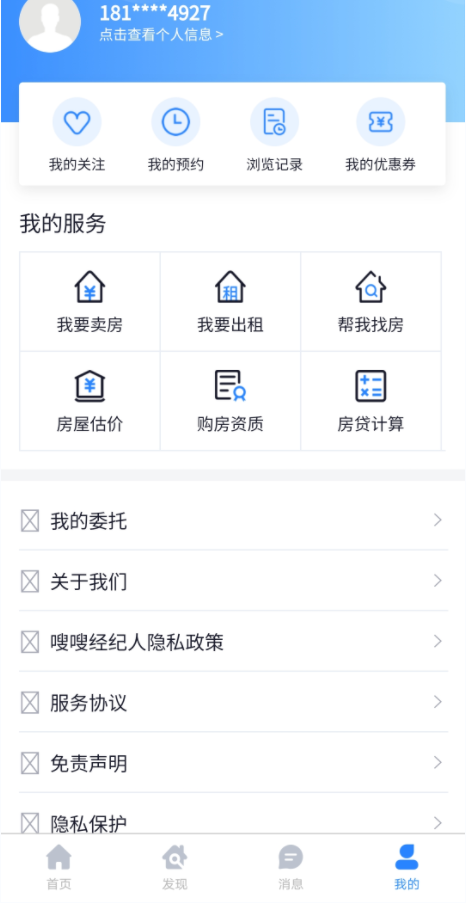 181****4927
点击查看个人信息 >
我的关注
我的预约
浏览记录
我的优惠券
我的服务
¥
租
我要卖房
我要出租
帮我找房
¥
房屋估价
购房资质
房贷计算
我的委托
关于我们
嗖嗖经纪人隐私政策
服务协议
免责声明
隐私保护
首页
发现
消息
我的